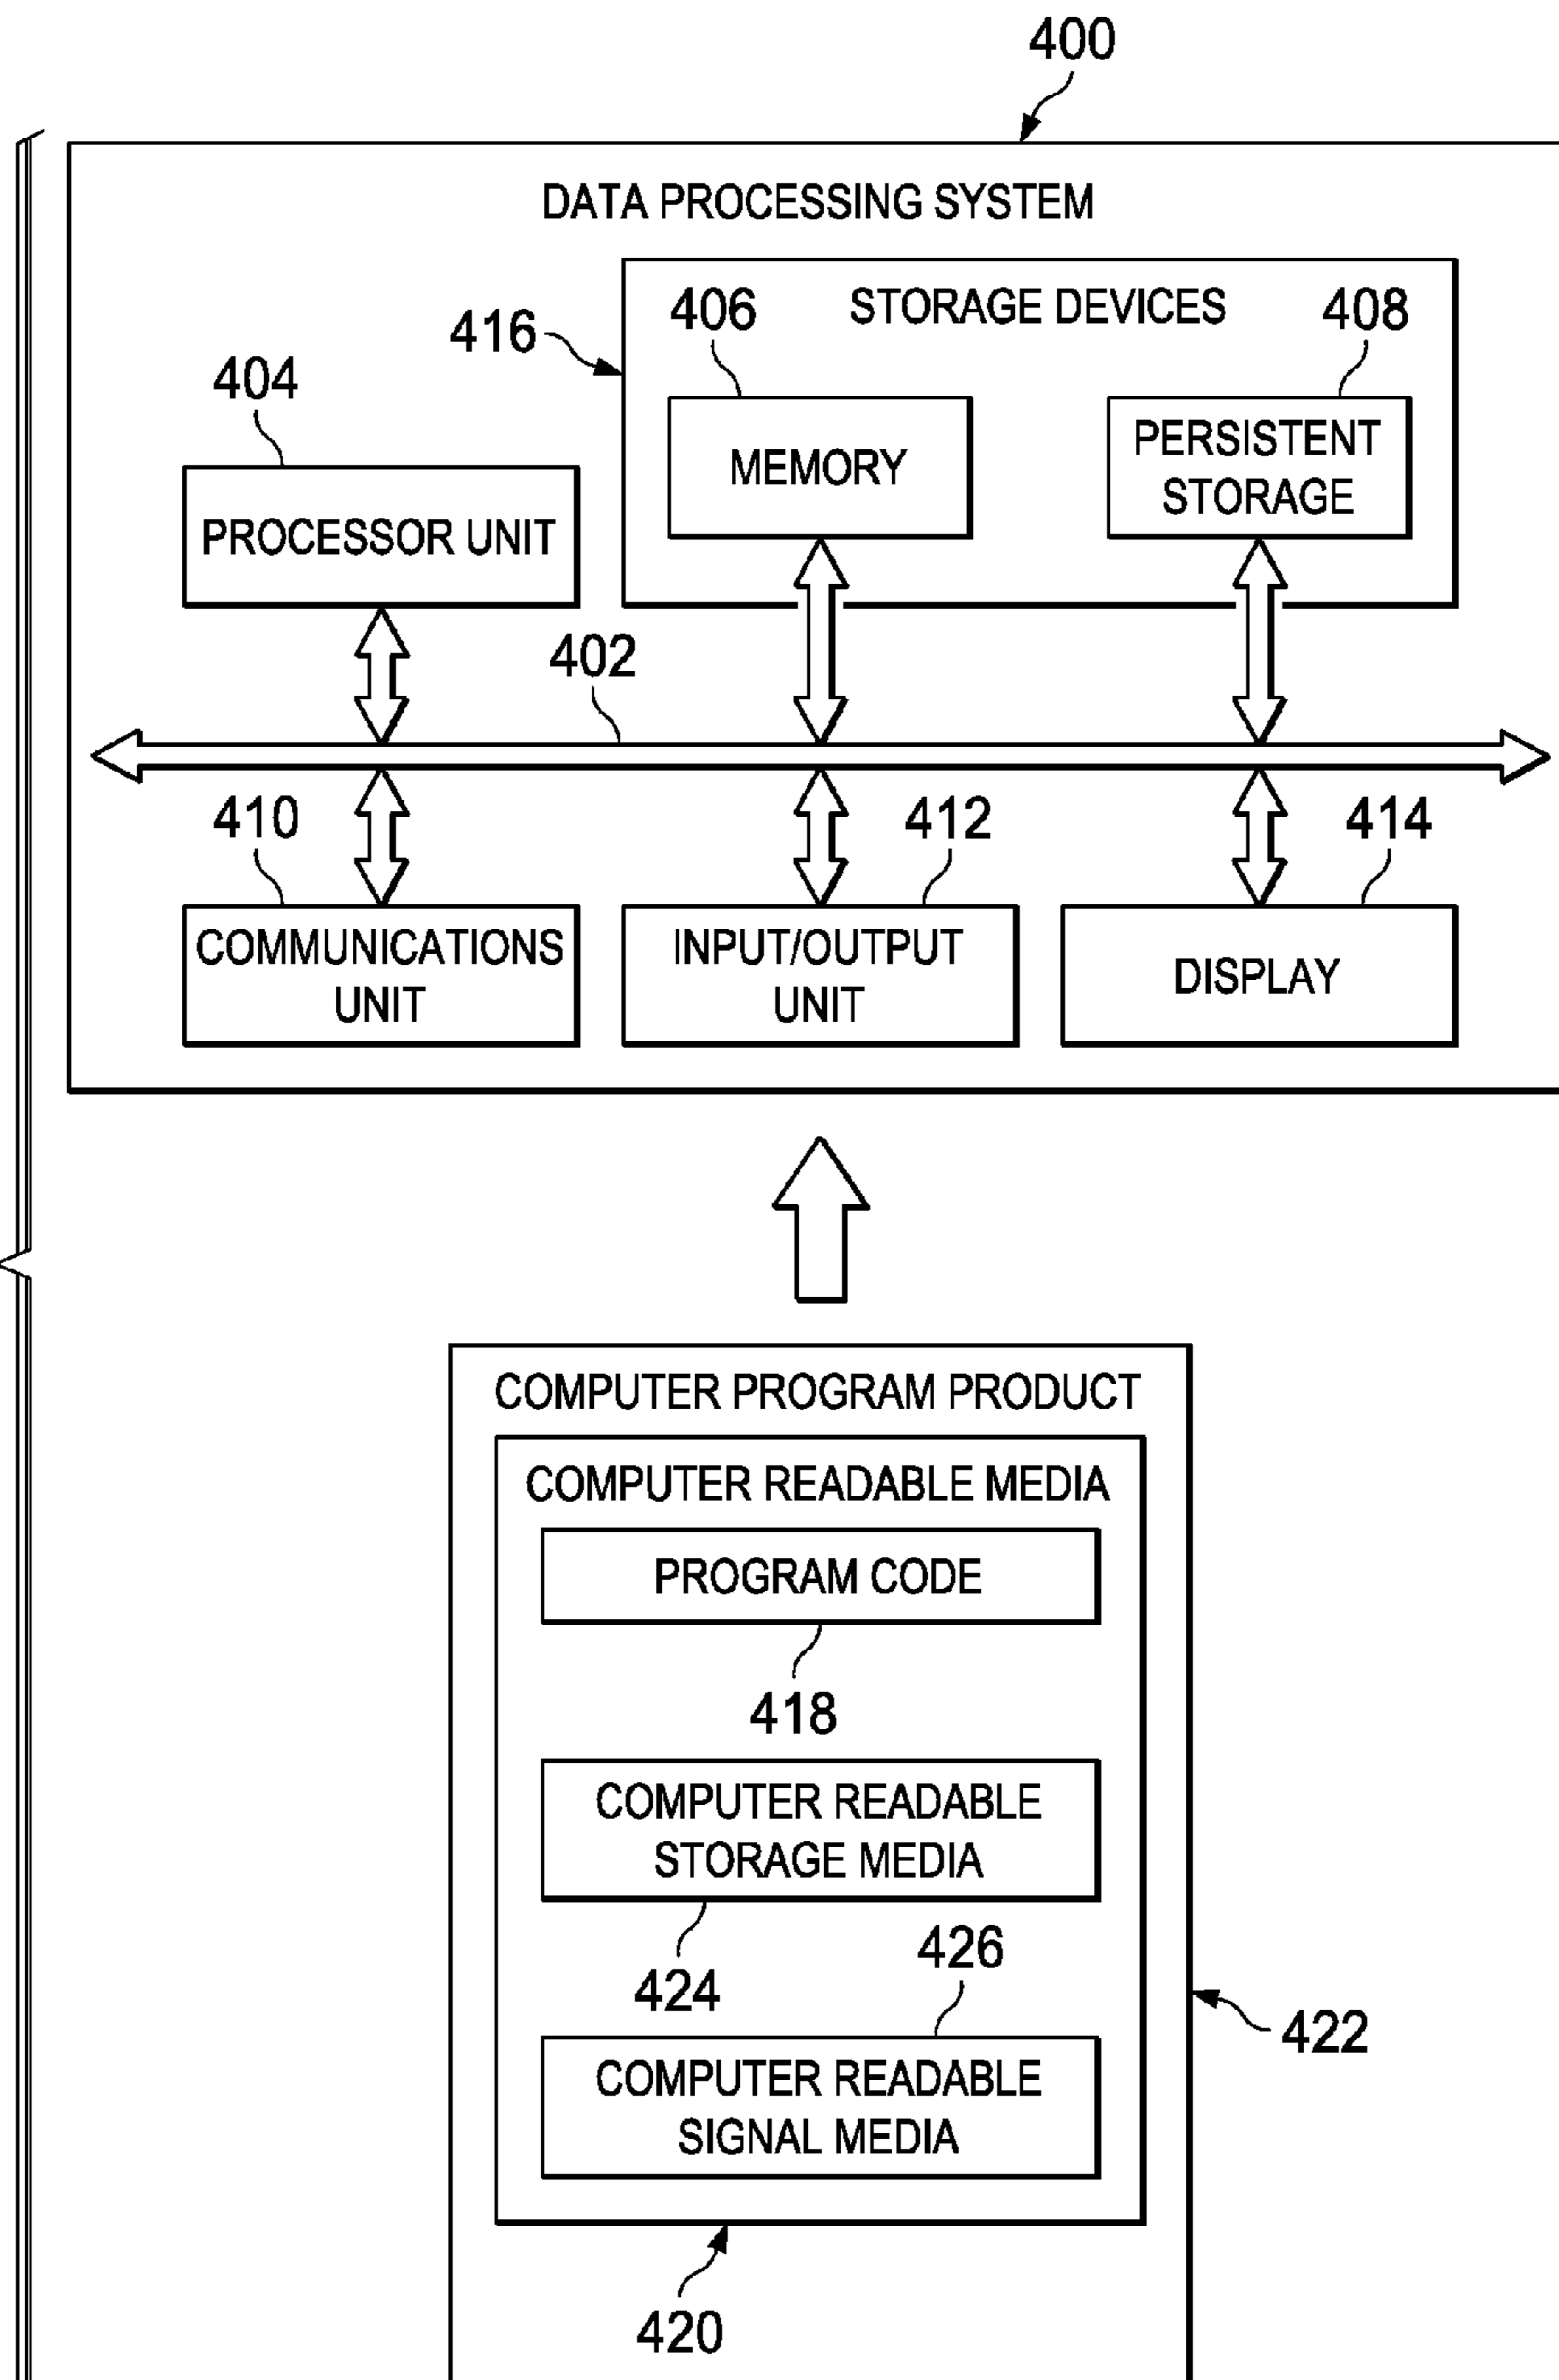 400
DATA PROCESSING SYSTEM
STORAGE DEVICES
416
406
408
404
MEMORY
PERSISTENT
STORAGE
PROCESSOR UNIT
402
410
412
414
COMMUNICATIONS
UNIT
INPUT/OUTPUT
UNIT
DISPLAY
COMPUTER PROGRAM PRODUCT
COMPUTER READABLE MEDIA
PROGRAM CODE
418
COMPUTER READABLE
STORAGE MEDIA
424
426
COMPUTER READABLE
SIGNAL MEDIA
422
420